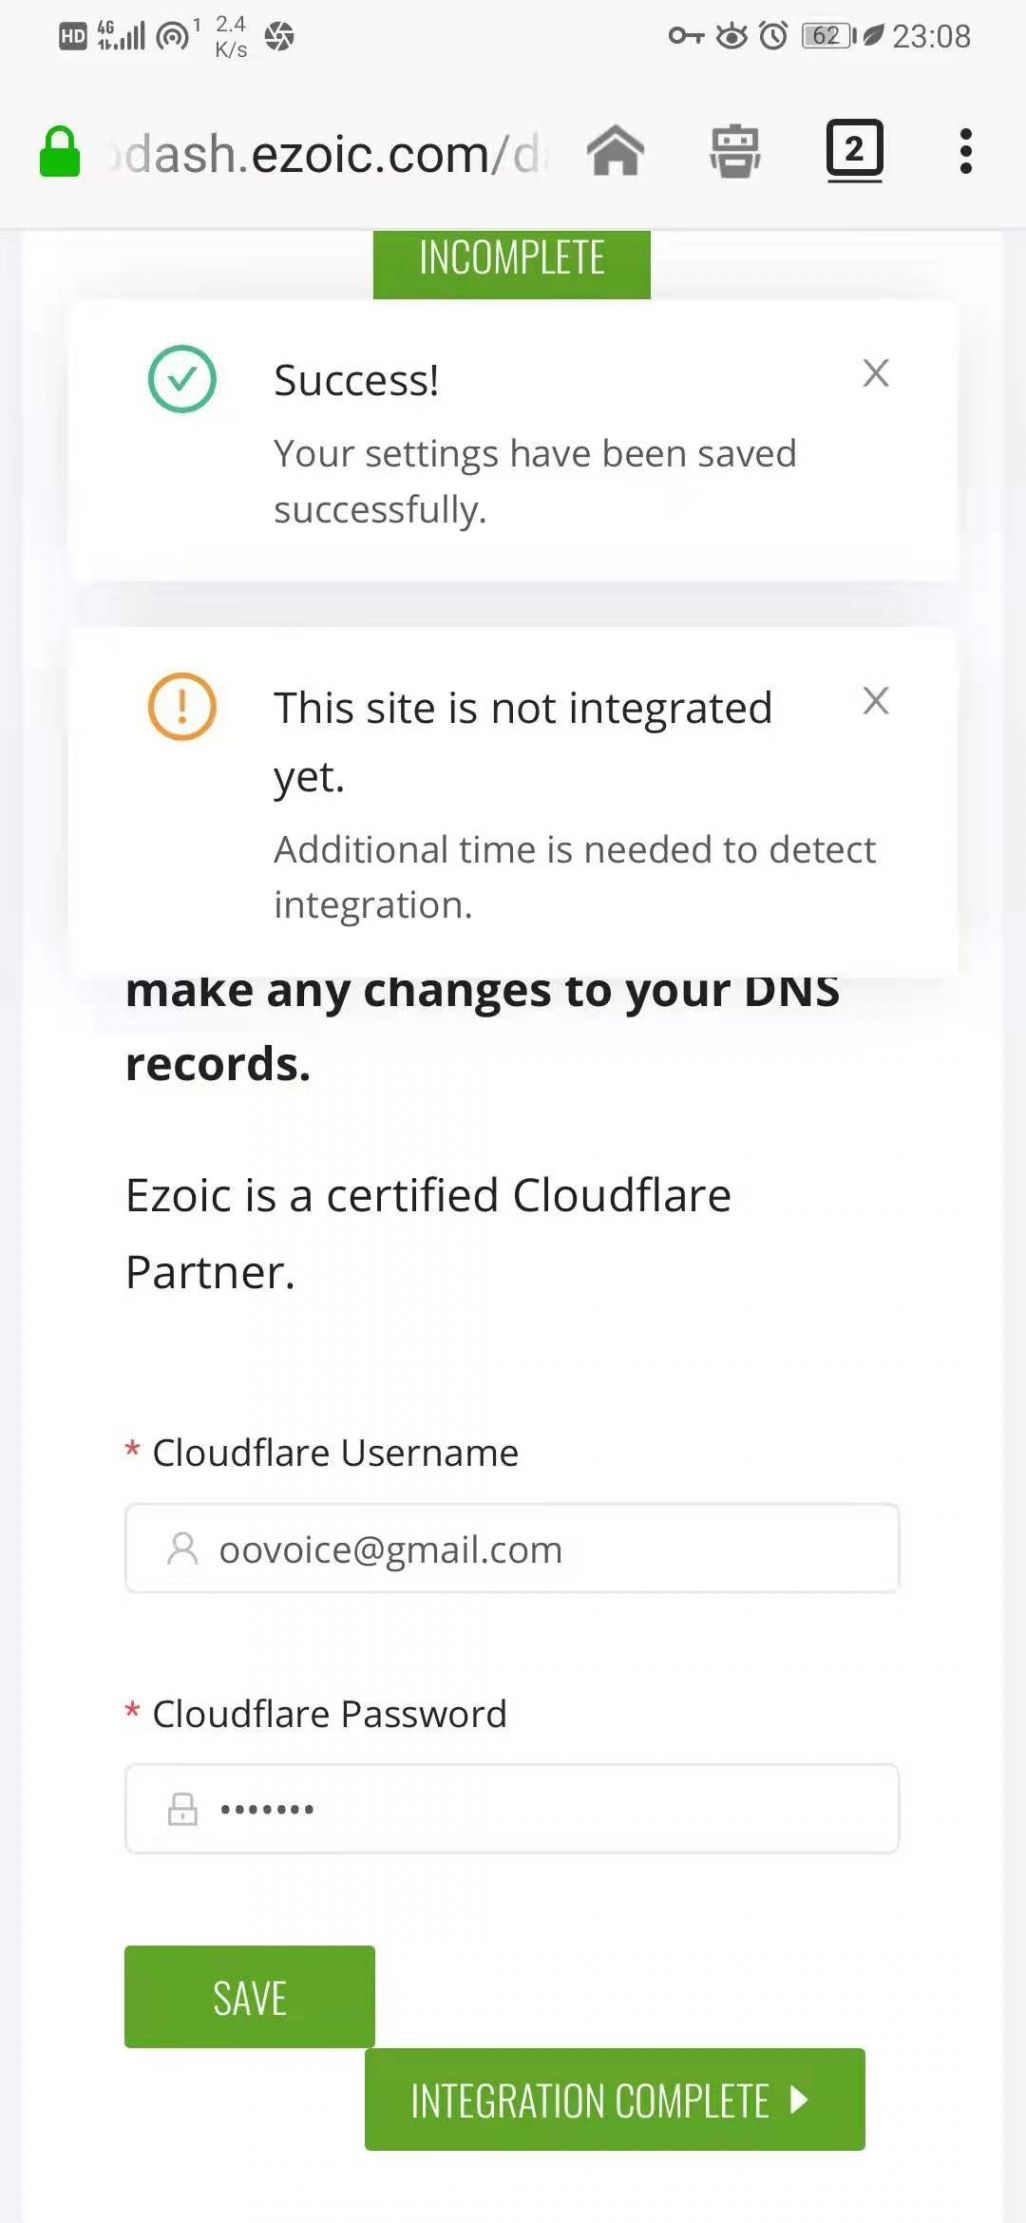 HD 4G 1 2.4 K/s 62 23:08
dash.ezoic.com/d 2
INCOMPLETE
Success!
Your settings have been saved
successfully.
This site is not integrated
yet.
Additional time is needed to detect
integration.
make any changes to your DNS
records.
Ezoic is a certified Cloudflare
Partner.
* Cloudflare Username
oovoice@gmail.com
* Cloudflare Password
•••••••
SAVE
INTEGRATION COMPLETE